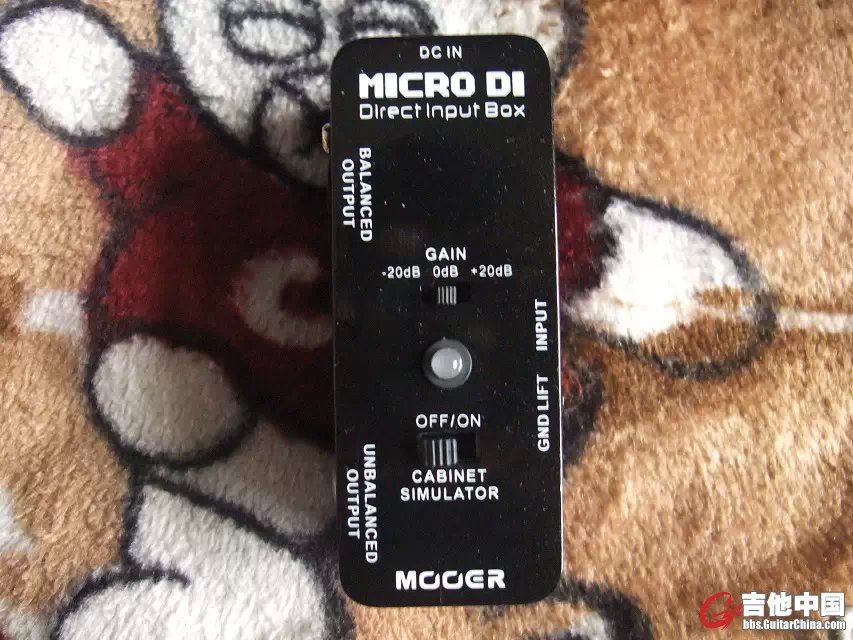 DC IN
MICRO DI
Direct Input Box
BALANCED
OUTPUT
GAIN
-20dB 0dB +20dB
INPUT
GND LIFT
OFF/ON
CABINET
SIMULATOR
UNBALANCED
OUTPUT
MOOER
吉他中国
bbs.GuitarChina.com